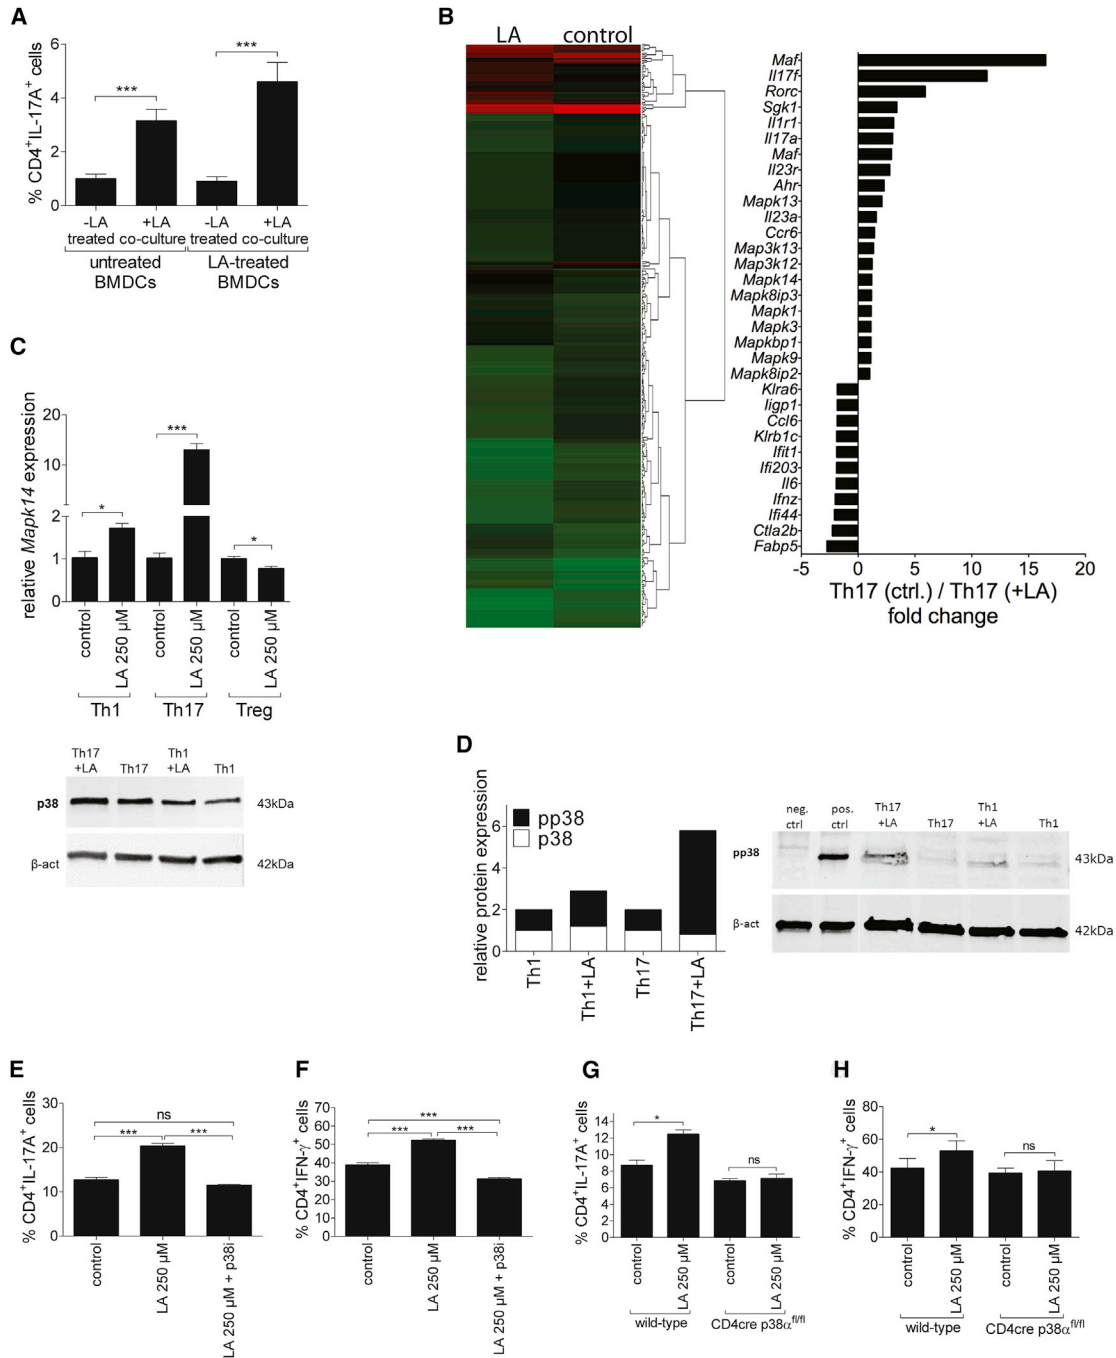 A
% CD4+IL-17A+ cells
6
4
2
0
***
***
-LA
+LA
-LA
+LA
treated
co-culture
treated
co-culture
untreated
BMDCs
LA-treated
BMDCs
B
LA
control
Maf
Il17f
Rorc
Sgk1
Il1r1
Il17a
Maf
Il23r
Ahr
Mapk13
Il23a
Ccr6
Map3k13
Map3k12
Mapk14
Mapk8ip3
Mapk1
Mapk3
Mapkbp1
Mapk9
Mapk8ip2
Klra6
Iigp1
Ccl6
Klrb1c
Ifit1
Ifi203
Il6
Ifnz
Ifi44
Ctla2b
Fabp5
-5
0
5
10
15
20
Th17 (ctrl.) / Th17 (+LA)
fold change
C
relative Mapk14 expression
20
10
2
1
0
*
***
*
control
LA 250 µM
control
LA 250 µM
control
LA 250 µM
Th1
Th17
Treg
Th17
+LA
Th17
Th1
+LA
Th1
p38
43kDa
β-act
42kDa
D
relative protein expression
6
4
2
0
pp38
p38
Th1
Th1+LA
Th17
Th17+LA
neg.
ctrl
pos.
ctrl
Th17
+LA
Th17
Th1
+LA
Th1
pp38
43kDa
β-act
42kDa
E
% CD4+IL-17A+ cells
30
20
10
0
ns
***
***
control
LA 250 µM
LA 250 µM + p38i
F
% CD4+IFN-γ+ cells
70
60
50
40
30
20
10
0
***
***
***
control
LA 250 µM
LA 250 µM + p38i
G
% CD4+IL-17A+ cells
14
12
10
8
6
4
2
0
*
ns
control
LA 250 µM
control
LA 250 µM
wild-type
CD4cre p38αfl/fl
H
% CD4+IFN-γ+ cells
80
60
40
20
0
*
ns
control
LA 250 µM
control
LA 250 µM
wild-type
CD4cre p38αfl/fl